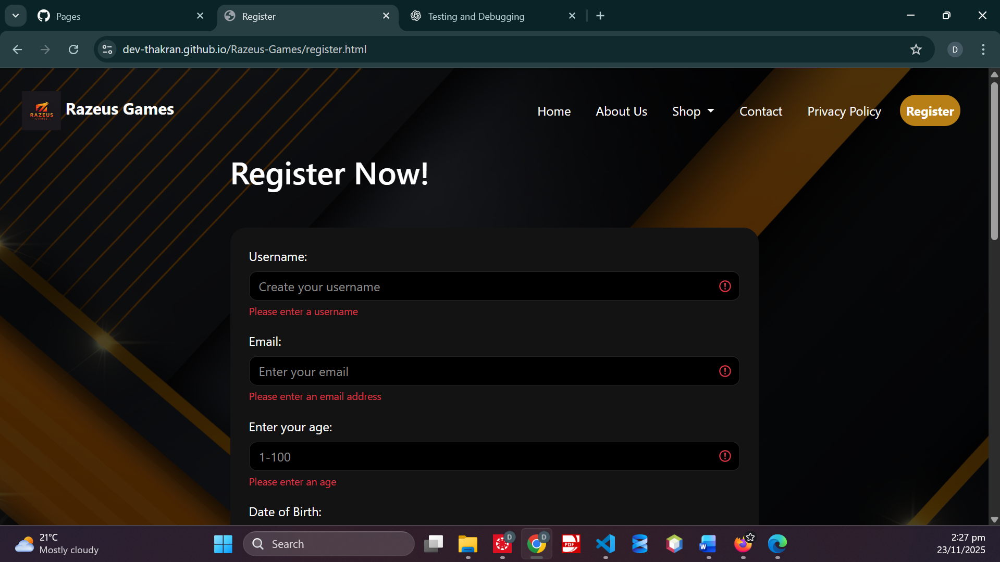 Pages
Register
Testing and Debugging
dev-thakran.github.io/Razeus-Games/register.html
D
RAZEUS
GAMES
Razeus Games
Home
About Us
Shop
Contact
Privacy Policy
Register
Register Now!
Username:
Create your username
Please enter a username
Email:
Enter your email
Please enter an email address
Enter your age:
1-100
Please enter an age
Date of Birth:
21°C
Mostly cloudy
Search
D
D
PDF
W
2:27 pm
23/11/2025